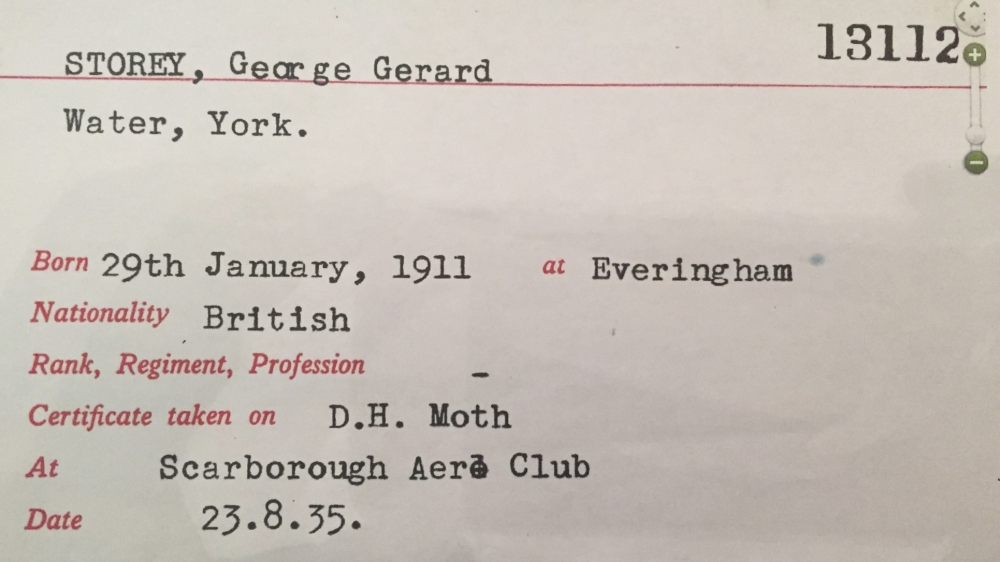 13112
STOREY, George Gerard
Water, York.
Born 29th January, 1911 at Everingham
Nationality British
Rank, Regiment, Profession -
Certificate taken on D.H. Moth
At Scarborough Aero Club
Date 23.8.35.